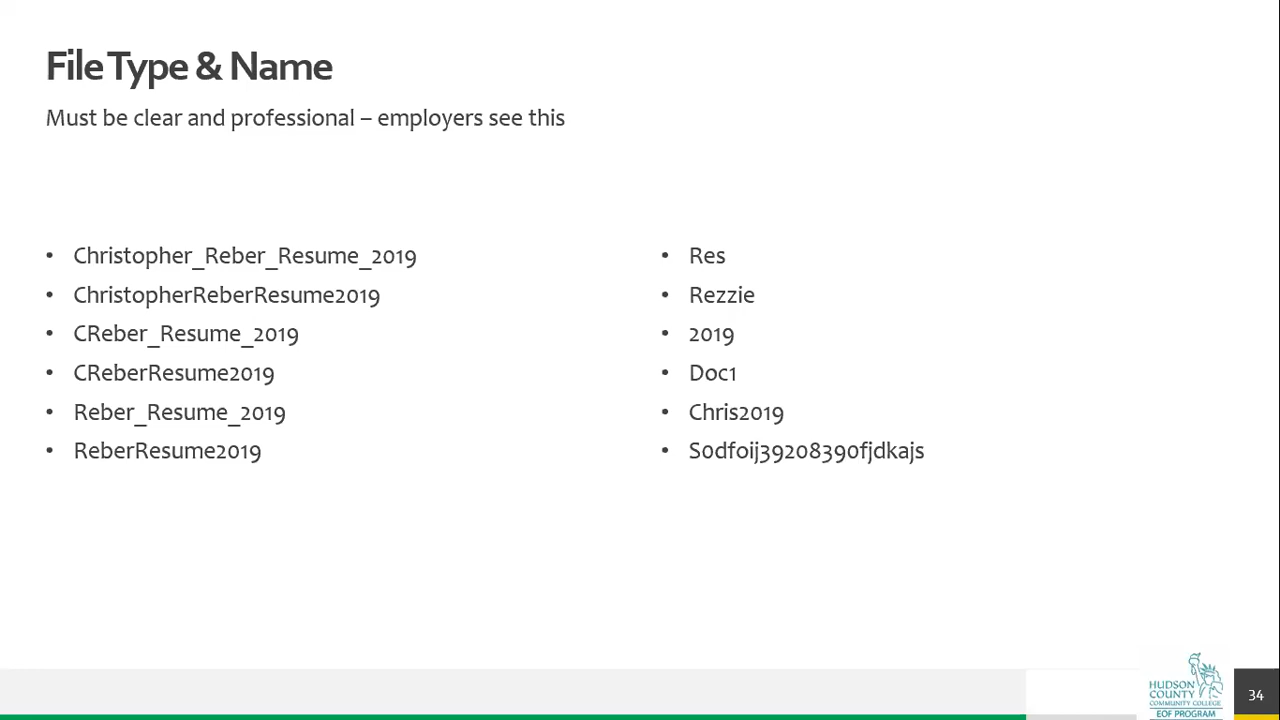 File Type & Name
Must be clear and professional – employers see this
• Christopher_Reber_Resume_2019
• ChristopherReberResume2019
• CReber_Resume_2019
• CReberResume2019
• Reber_Resume_2019
• ReberResume2019
• Res
• Rezzie
• 2019
• Doc1
• Chris2019
• S0dfoij39208390fjdkajs
HUDSON
COUNTY
COMMUNITY COLLEGE
EOF PROGRAM
34